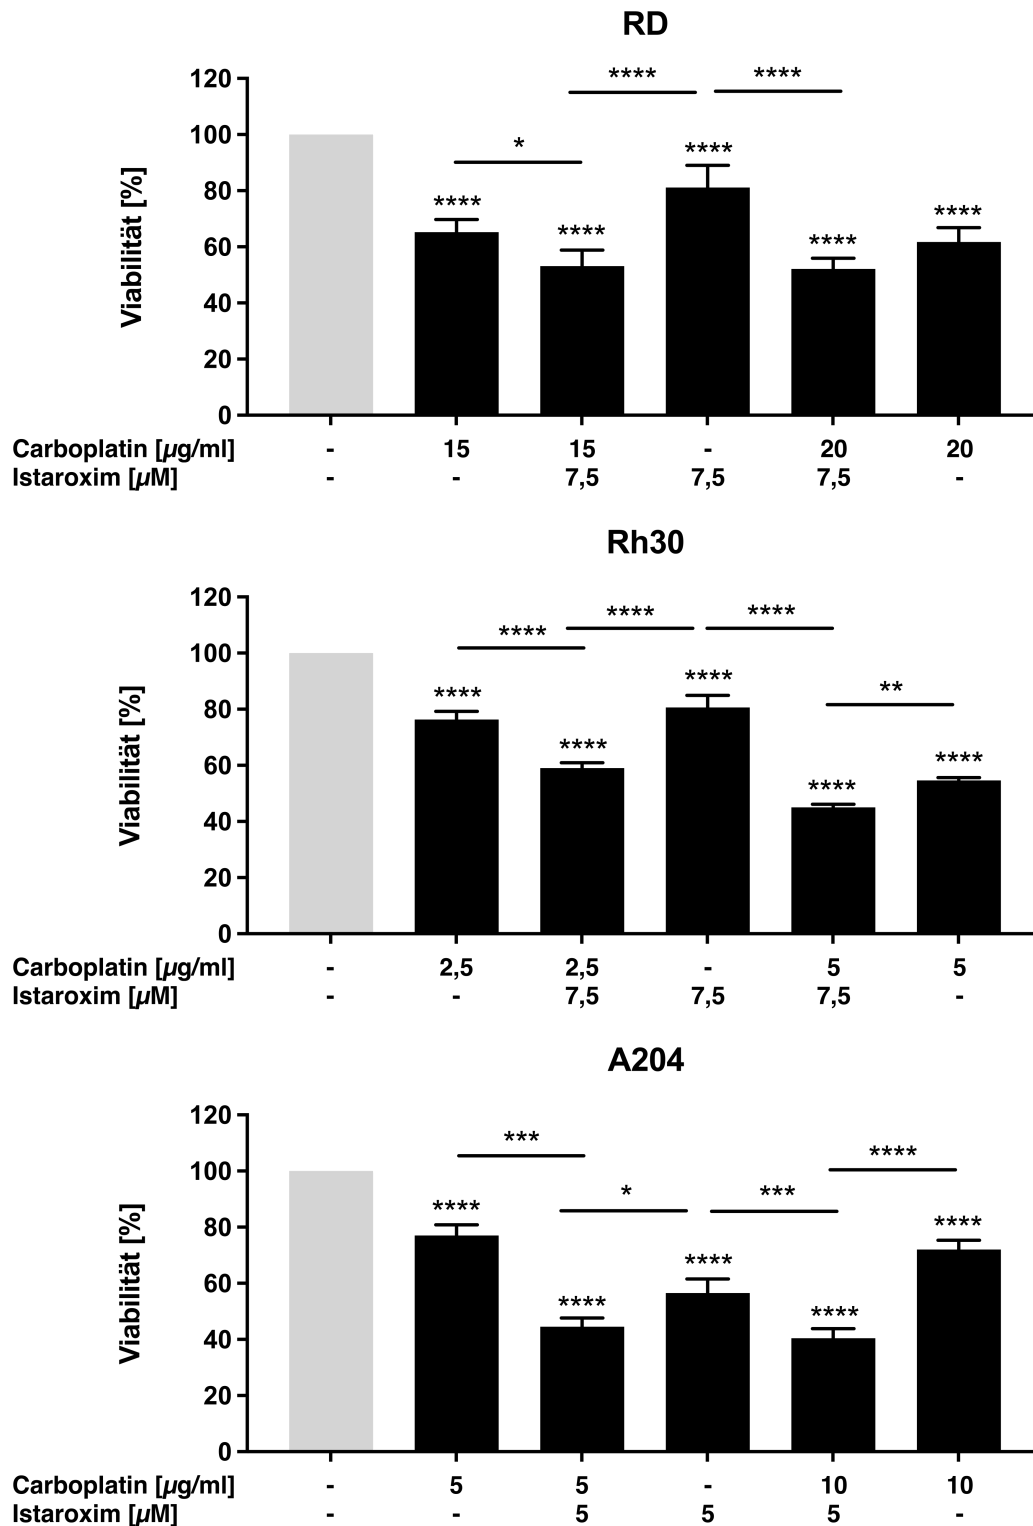 RD
**** ****
*
**** **** **** **** ****
Viabilität [%]
120
100
80
60
40
20
0
Carboplatin [µg/ml] - 15 15 - 20 20
Istaroxim [µM] - - 7,5 7,5 7,5 -
Rh30
**** **** ****
**
**** **** **** **** ****
Viabilität [%]
120
100
80
60
40
20
0
Carboplatin [µg/ml] - 2,5 2,5 - 5 5
Istaroxim [µM] - - 7,5 7,5 7,5 -
A204
*** ****
* ***
**** **** **** **** ****
Viabilität [%]
120
100
80
60
40
20
0
Carboplatin [µg/ml] - 5 5 - 10 10
Istaroxim [µM] - - 5 5 5 -